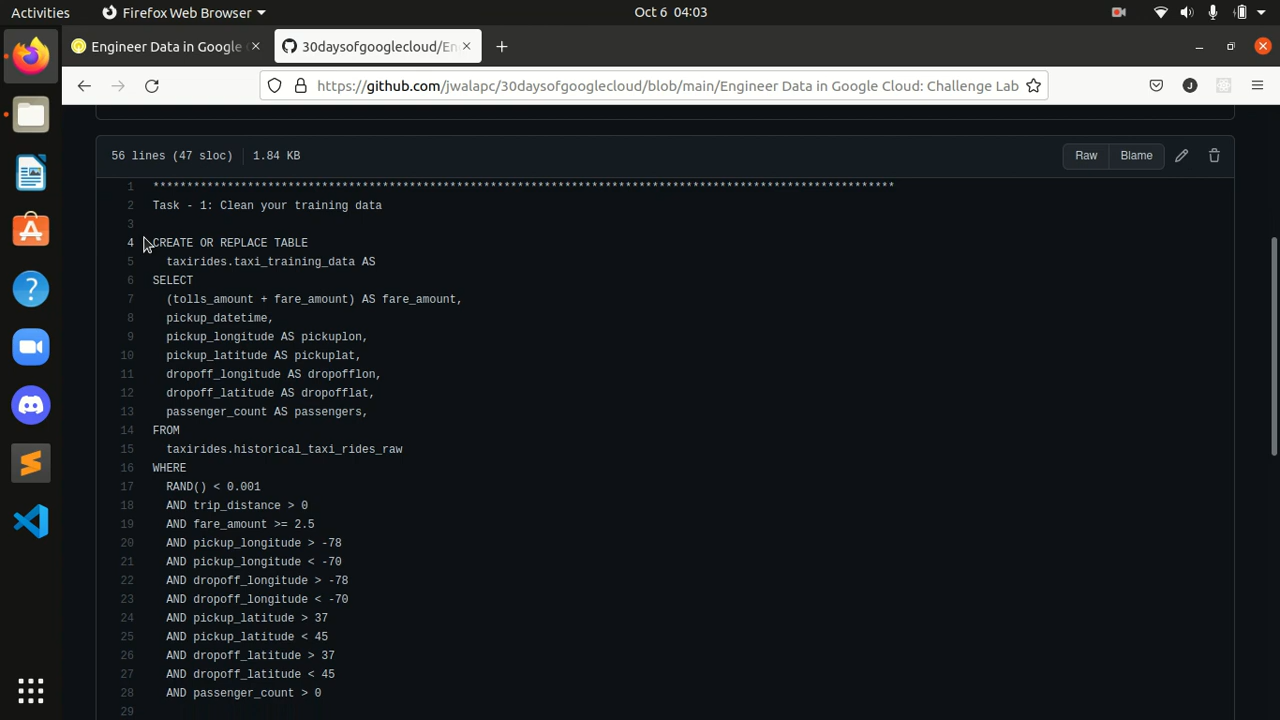 Activities
Firefox Web Browser
Oct 6 04:03
Engineer Data in Google
30daysofgooglecloud/En
https://github.com/jwalapc/30daysofgooglecloud/blob/main/Engineer Data in Google Cloud: Challenge Lab
J
56 lines (47 sloc)
1.84 KB
Raw
Blame
1 **************************************************************************************************************
2 Task - 1: Clean your training data
3
4 CREATE OR REPLACE TABLE
5 taxirides.taxi_training_data AS
6 SELECT
7 (tolls_amount + fare_amount) AS fare_amount,
8 pickup_datetime,
9 pickup_longitude AS pickuplon,
10 pickup_latitude AS pickuplat,
11 dropoff_longitude AS dropofflon,
12 dropoff_latitude AS dropofflat,
13 passenger_count AS passengers,
14 FROM
15 taxirides.historical_taxi_rides_raw
16 WHERE
17 RAND() < 0.001
18 AND trip_distance > 0
19 AND fare_amount >= 2.5
20 AND pickup_longitude > -78
21 AND pickup_longitude < -70
22 AND dropoff_longitude > -78
23 AND dropoff_longitude < -70
24 AND pickup_latitude > 37
25 AND pickup_latitude < 45
26 AND dropoff_latitude > 37
27 AND dropoff_latitude < 45
28 AND passenger_count > 0
29